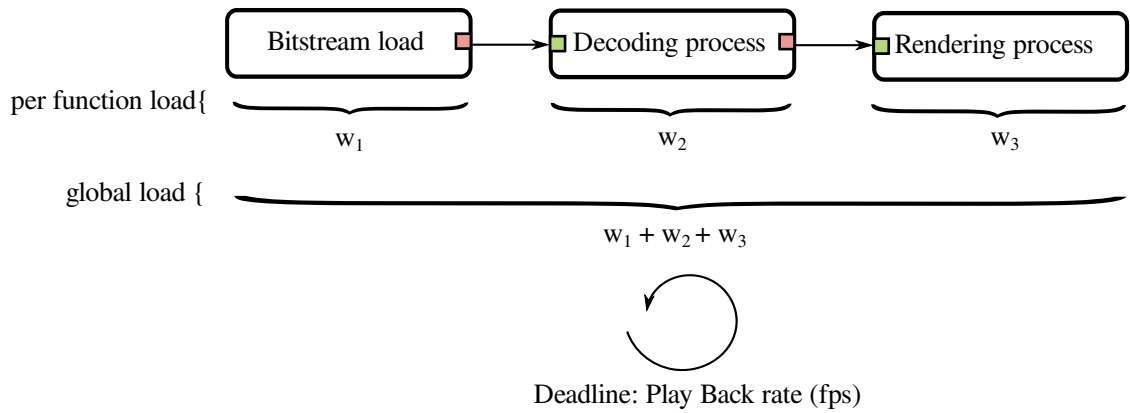 Bitstream load Decoding process Rendering process
per function load{
w₁ w₂ w₃
global load {
w₁ + w₂ + w₃
Deadline: Play Back rate (fps)